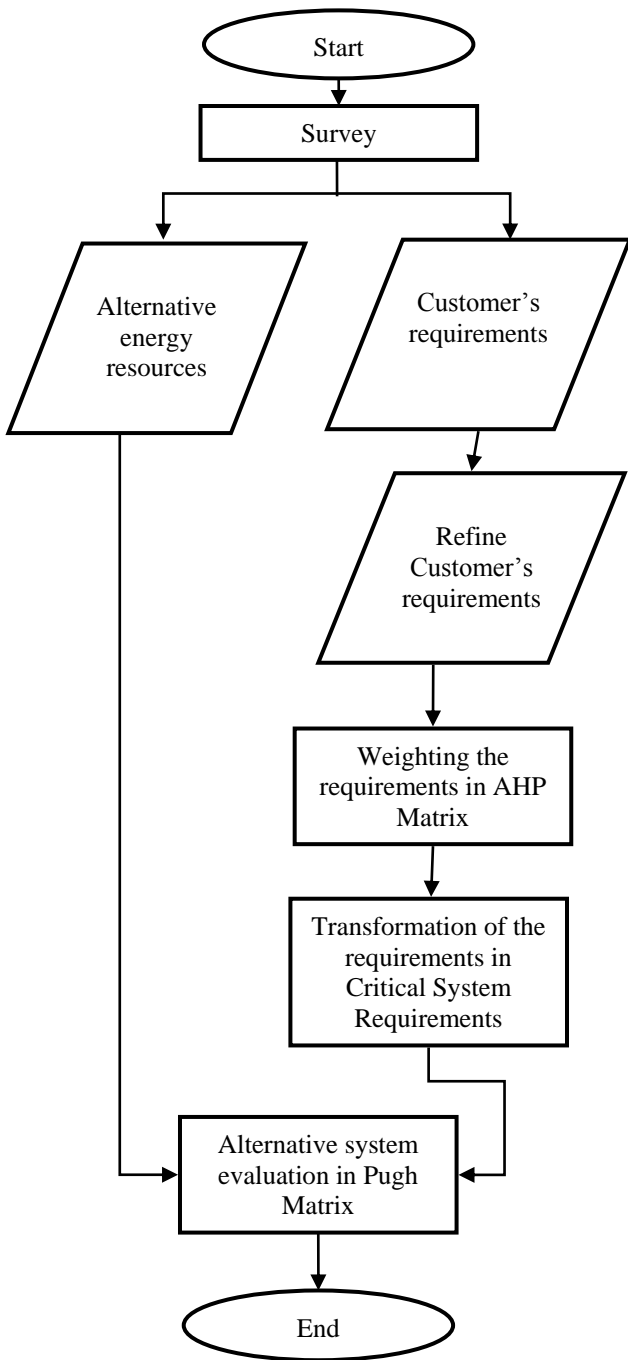 Start
Survey
Alternative
energy
resources
Customer’s
requirements
Refine
Customer’s
requirements
Weighting the
requirements in AHP
Matrix
Transformation of the
requirements in
Critical System
Requirements
Alternative system
evaluation in Pugh
Matrix
End